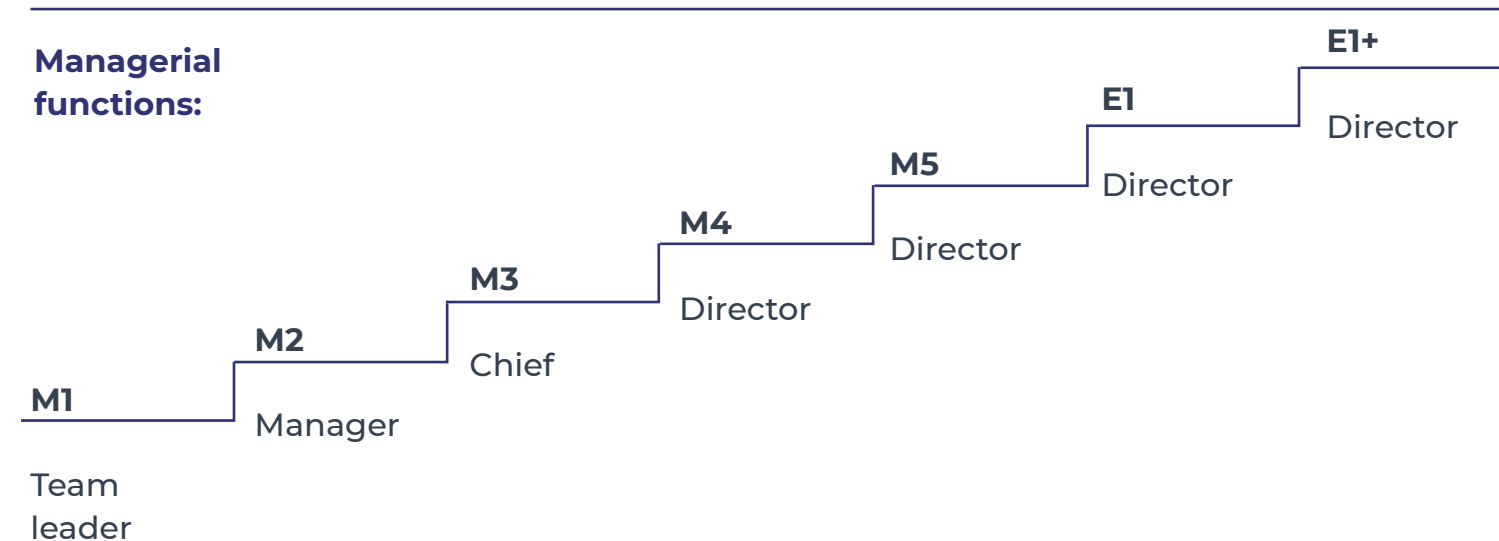 Managerial
functions:
E1+
Director
E1
Director
M5
Director
M4
Director
M3
Chief
M2
Manager
M1
Team
leader